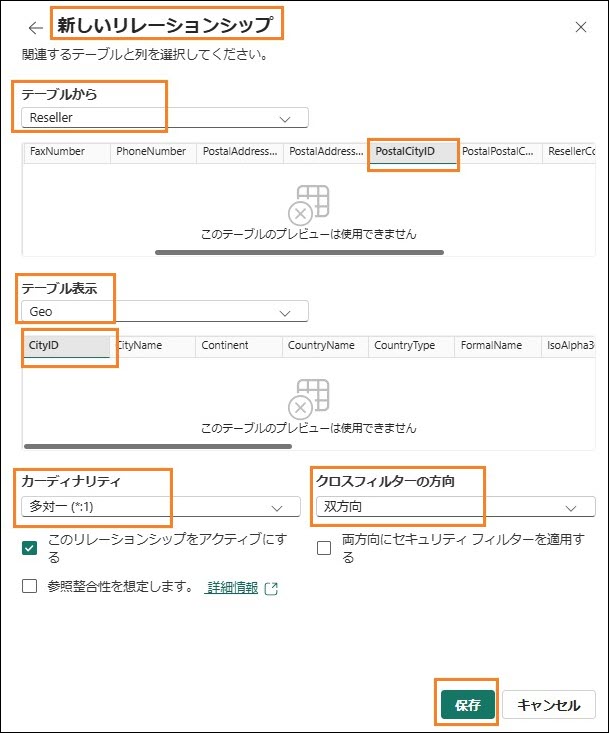 新しいリレーションシップ
関連するテーブルと列を選択してください。
テーブルから
Reseller
FaxNumber PhoneNumber PostalAddress... PostalAddress... PostalCityID PostalPostalC... ResellerCo
このテーブルのプレビューは使用できません
テーブル表示
Geo
CityID CityName Continent CountryName CountryType FormalName IsoAlpha3
このテーブルのプレビューは使用できません
カーディナリティ クロスフィルターの方向
多対一 (*:1) 双方向
このリレーションシップをアクティブにす
る
両方向にセキュリティ フィルターを適用す
る
参照整合性を想定します。 詳細情報
保存 キャンセル